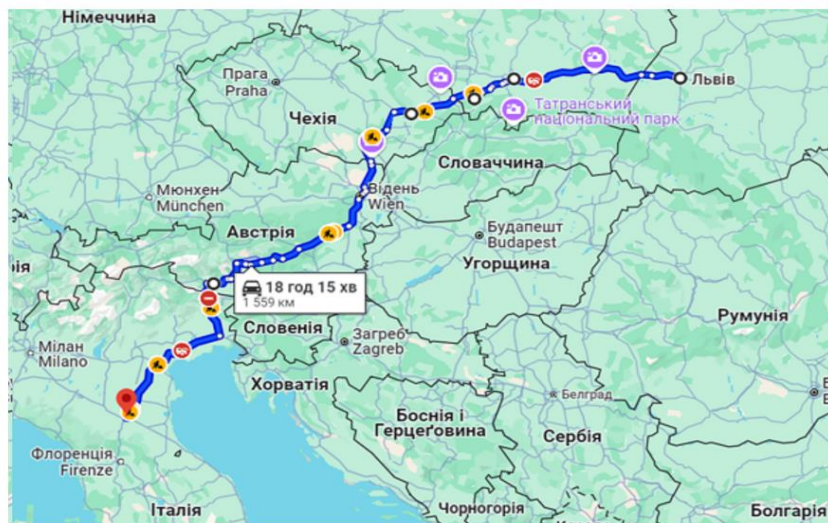 Німеччина
Прага
Praha
Львів
Татранський
національний парк
Чехія
Словаччина
Мюнхен
München
Відень
Wien
Австрія
Будапешт
Budapest
Угорщина
18 год 15 хв
1 559 км
Словенія
Румунія
Мілан
Milano
Загреб
Zagreb
Хорватія
Белград
Боснія і
Герцеґовина
Сербія
Флоренція
Firenze
Італія
Чорногорія
Болгарія